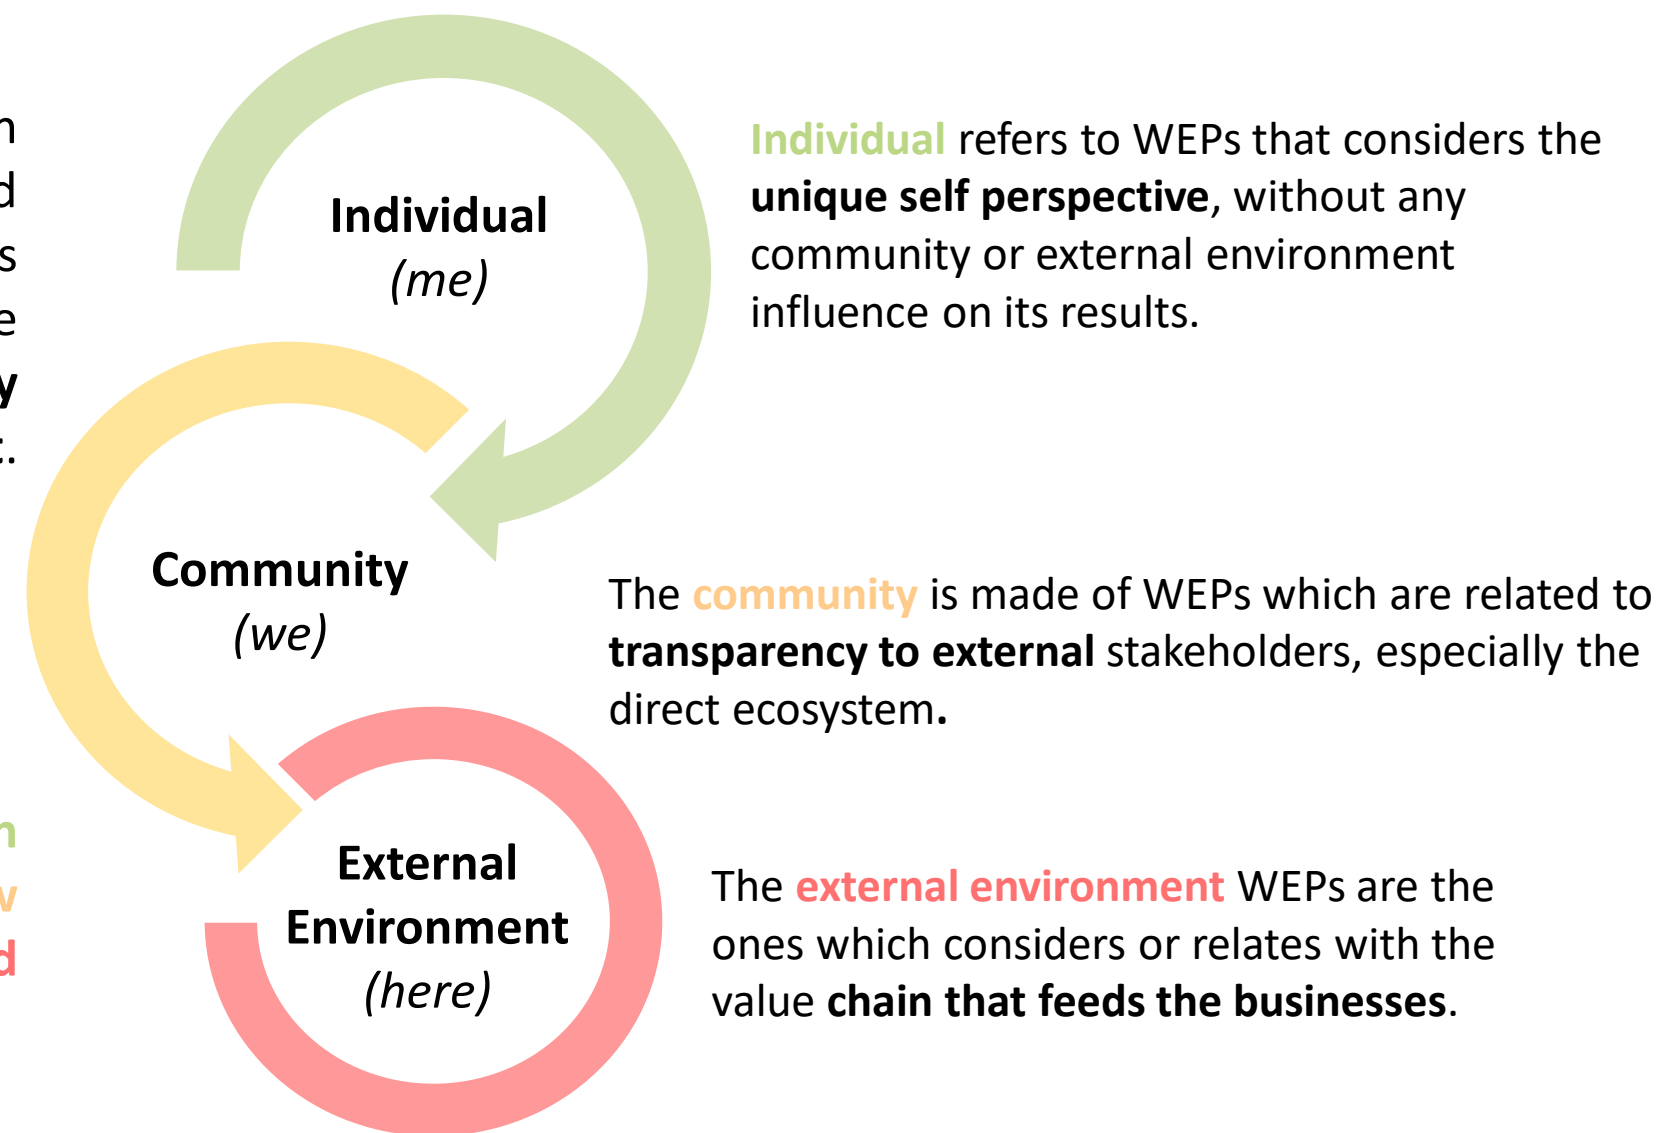 Individual
(me)
Individual refers to WEPs that considers the
unique self perspective, without any
community or external environment
influence on its results.
Community
(we)
The community is made of WEPs which are related to
transparency to external stakeholders, especially the
direct ecosystem.
External
Environment
(here)
The external environment WEPs are the
ones which considers or relates with the
value chain that feeds the businesses.